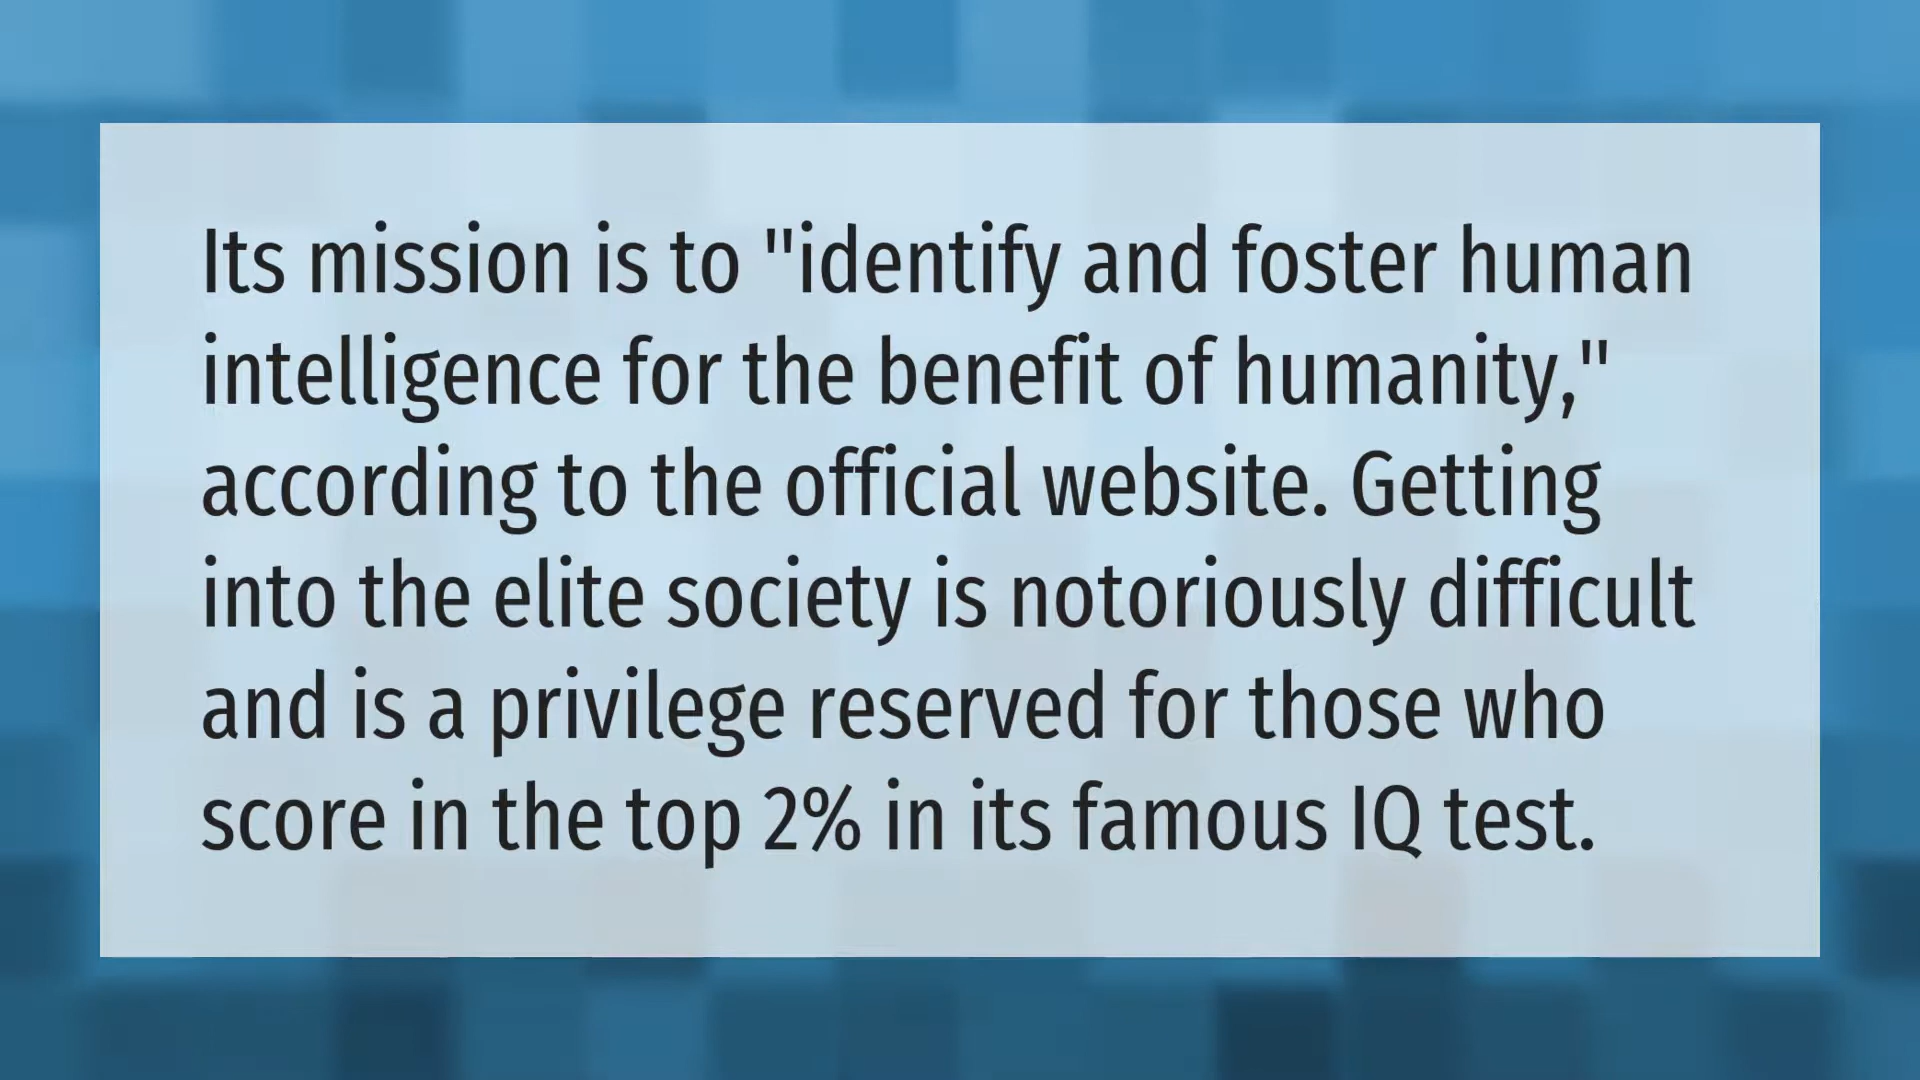 Its mission is to "identify and foster human
intelligence for the benefit of humanity,"
according to the official website. Getting
into the elite society is notoriously difficult
and is a privilege reserved for those who
score in the top 2% in its famous IQ test.